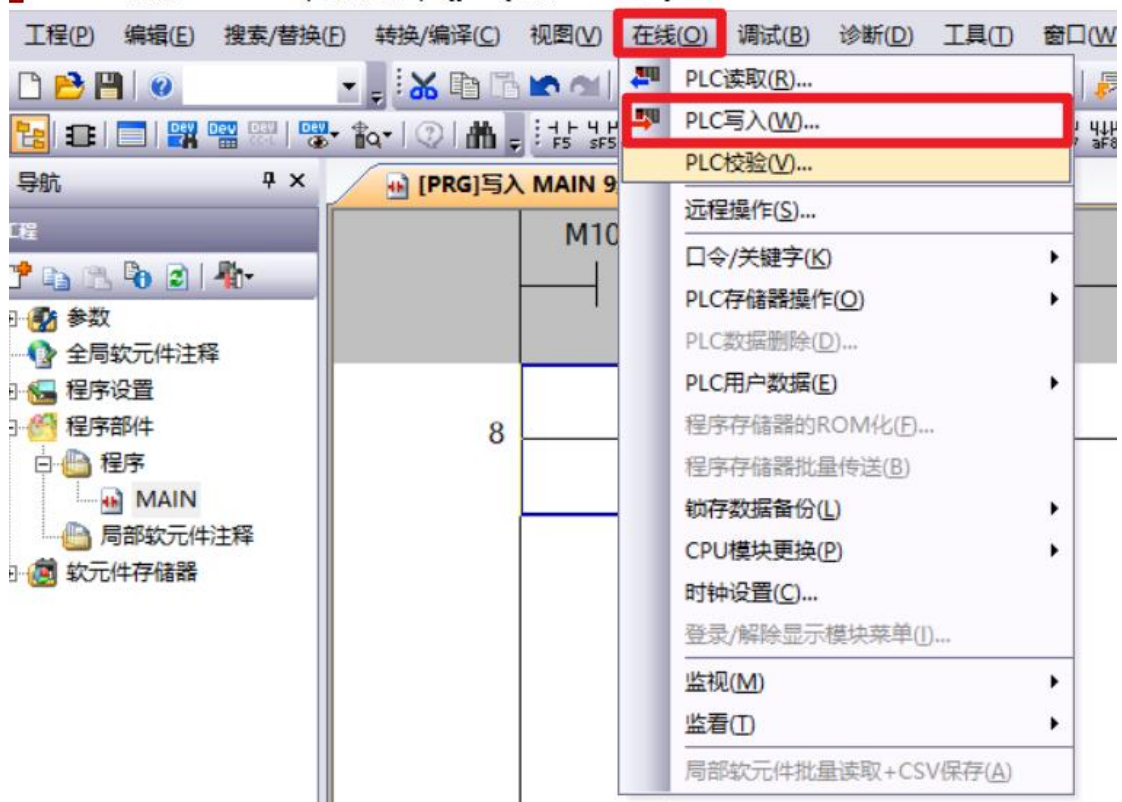 工程(P) 编辑(E) 搜索/替换(F) 转换/编译(C) 视图(V) 在线(O) 调试(B) 诊断(D) 工具(T) 窗口(W
PLC读取(R)...
PLC写入(W)...
PLC校验(V)...
远程操作(S)...
口令/关键字(K)
PLC存储器操作(O)
PLC数据删除(D)...
PLC用户数据(E)
程序存储器的ROM化(F)...
程序存储器批量传送(B)
锁存数据备份(L)
CPU模块更换(P)
时钟设置(C)...
登录/解除显示模块菜单(I)...
监视(M)
监看(T)
局部软元件批量读取+CSV保存(A)
Dev Dev Dev Dev
CC-L
F5 sF5
aF8
导航
[PRG]写入 MAIN 9
工程
参数
全局软元件注释
程序设置
程序部件
程序
MAIN
局部软元件注释
软元件存储器
M10
8